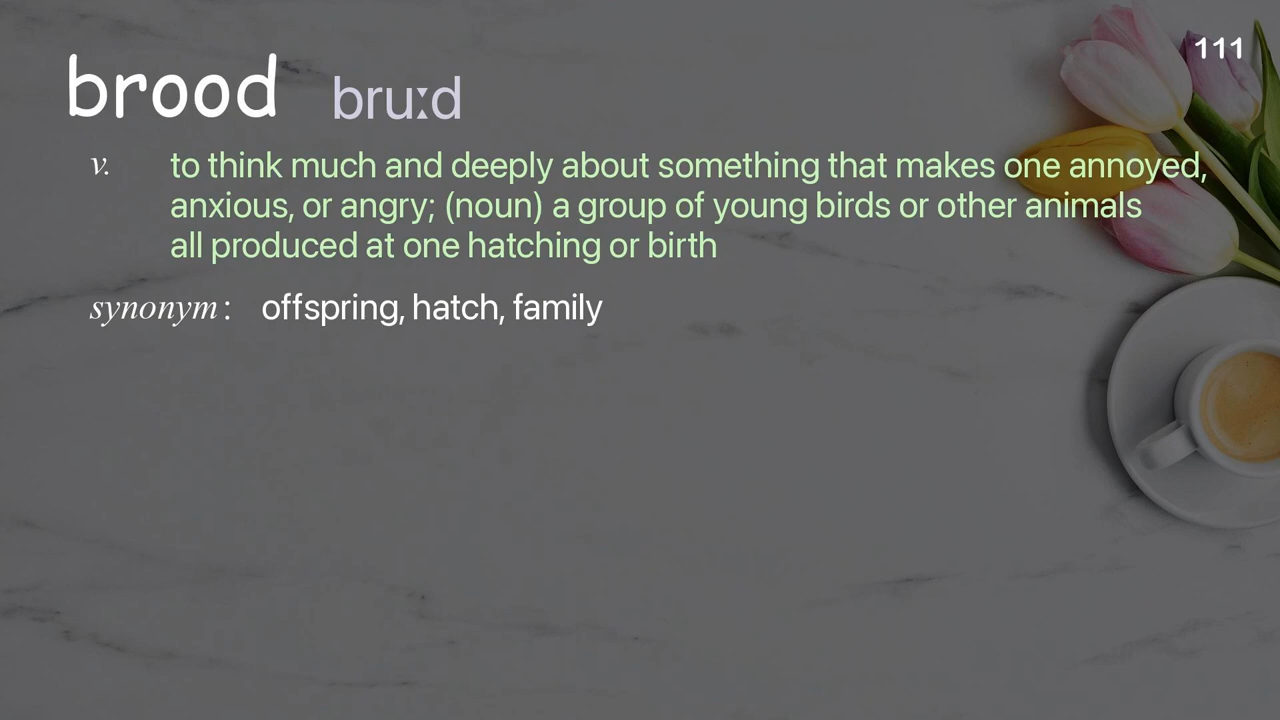 111
brood bruːd
v. to think much and deeply about something that makes one annoyed,
anxious, or angry; (noun) a group of young birds or other animals
all produced at one hatching or birth
synonym: offspring, hatch, family